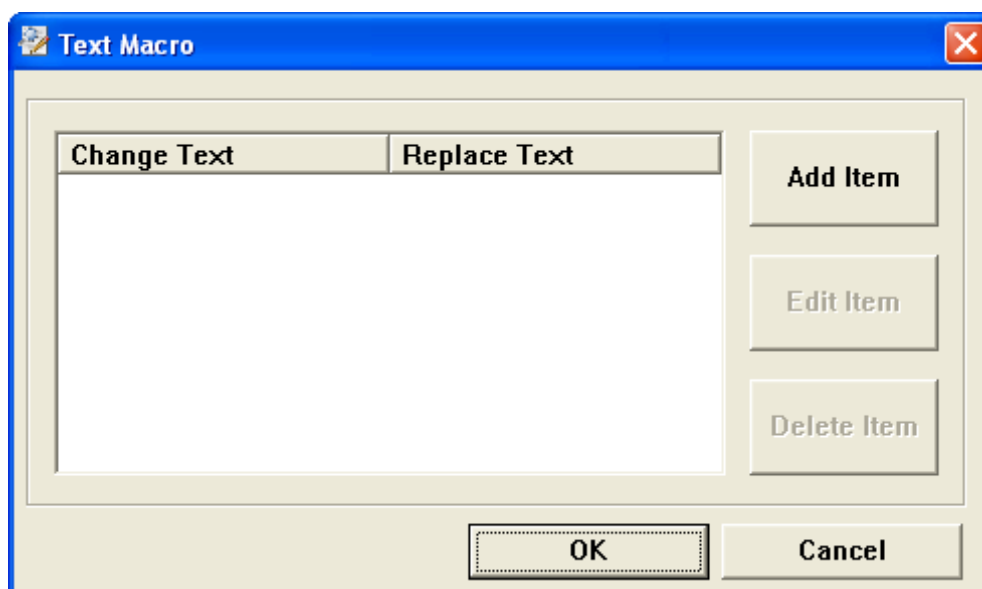 Text Macro
Change Text Replace Text
Add Item
Edit Item
Delete Item
OK Cancel